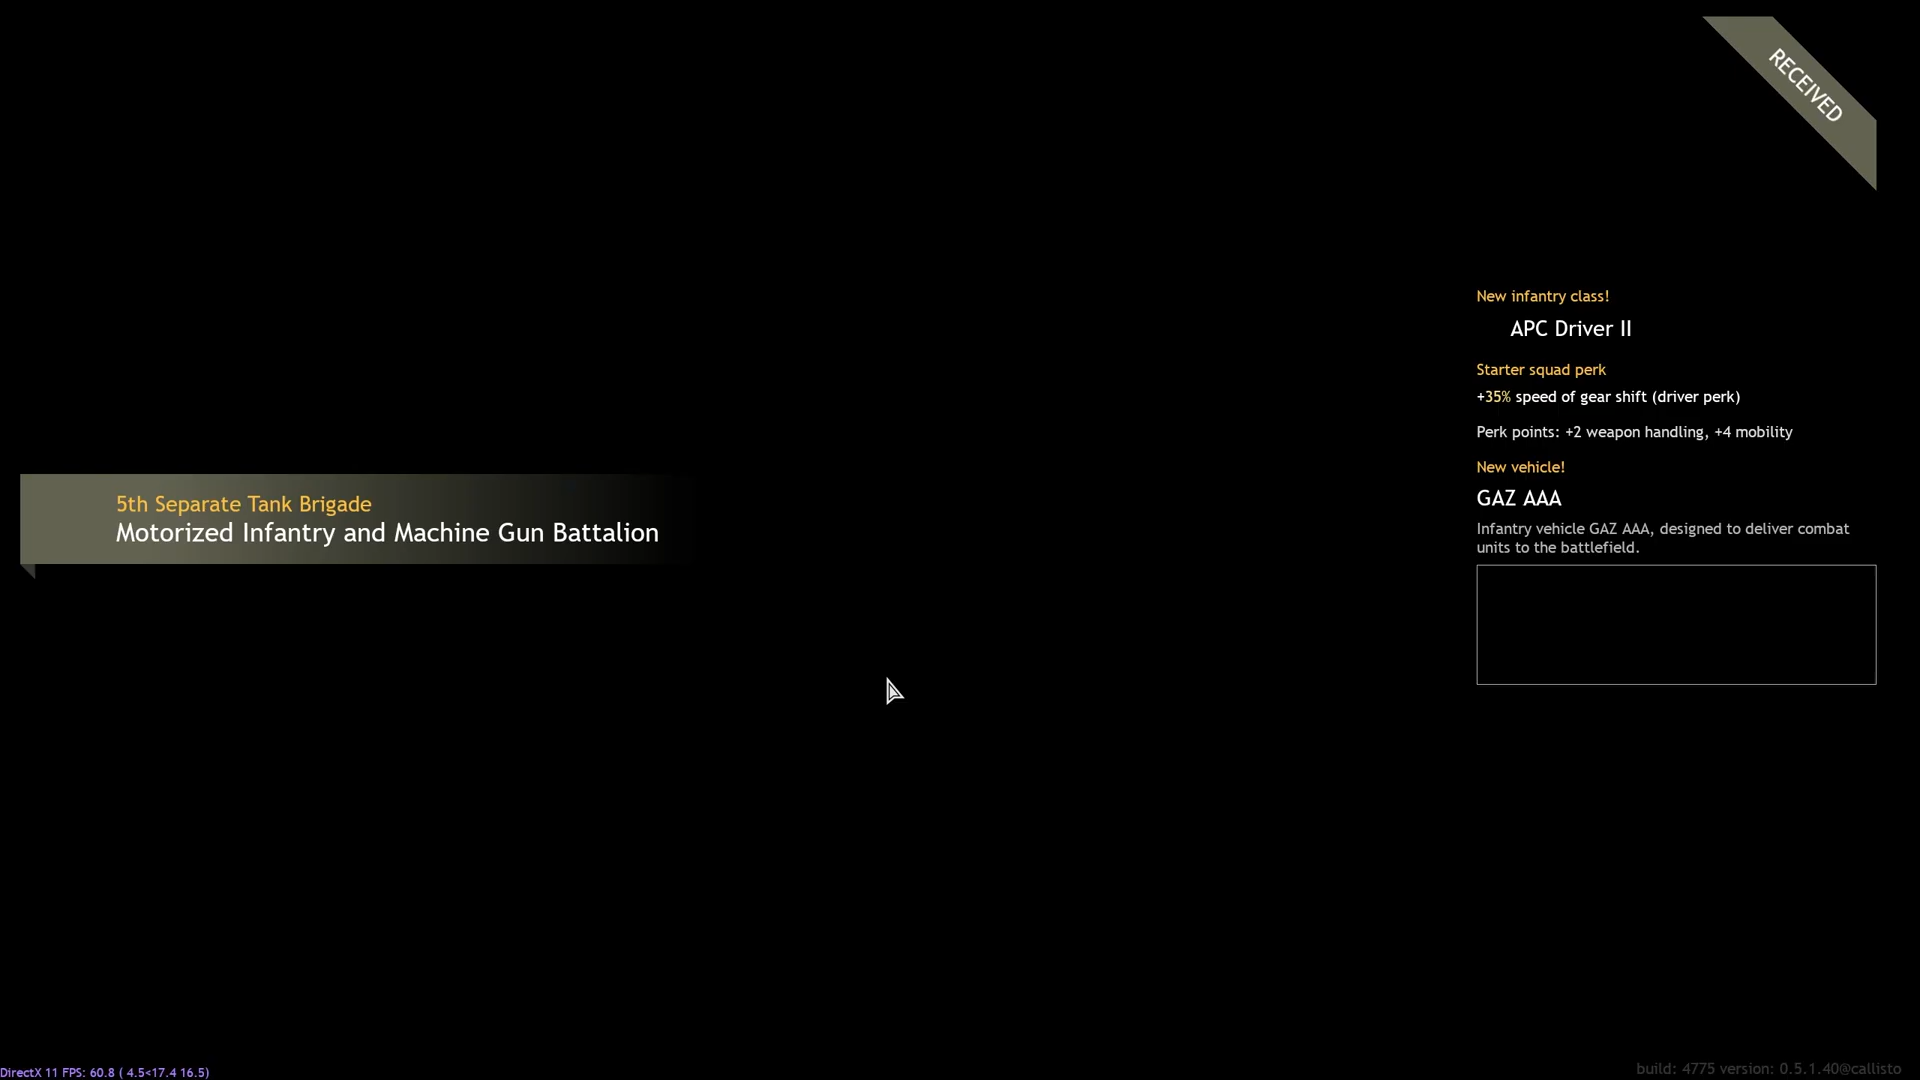 RECEIVED
New infantry class!
APC Driver II
Starter squad perk
+35% speed of gear shift (driver perk)
Perk points: +2 weapon handling, +4 mobility
New vehicle!
GAZ AAA
Infantry vehicle GAZ AAA, designed to deliver combat
units to the battlefield.
5th Separate Tank Brigade
Motorized Infantry and Machine Gun Battalion
DirectX 11 FPS: 60.8 ( 4.5<17.4 16.5)
build: 4775 version: 0.5.1.40@callisto